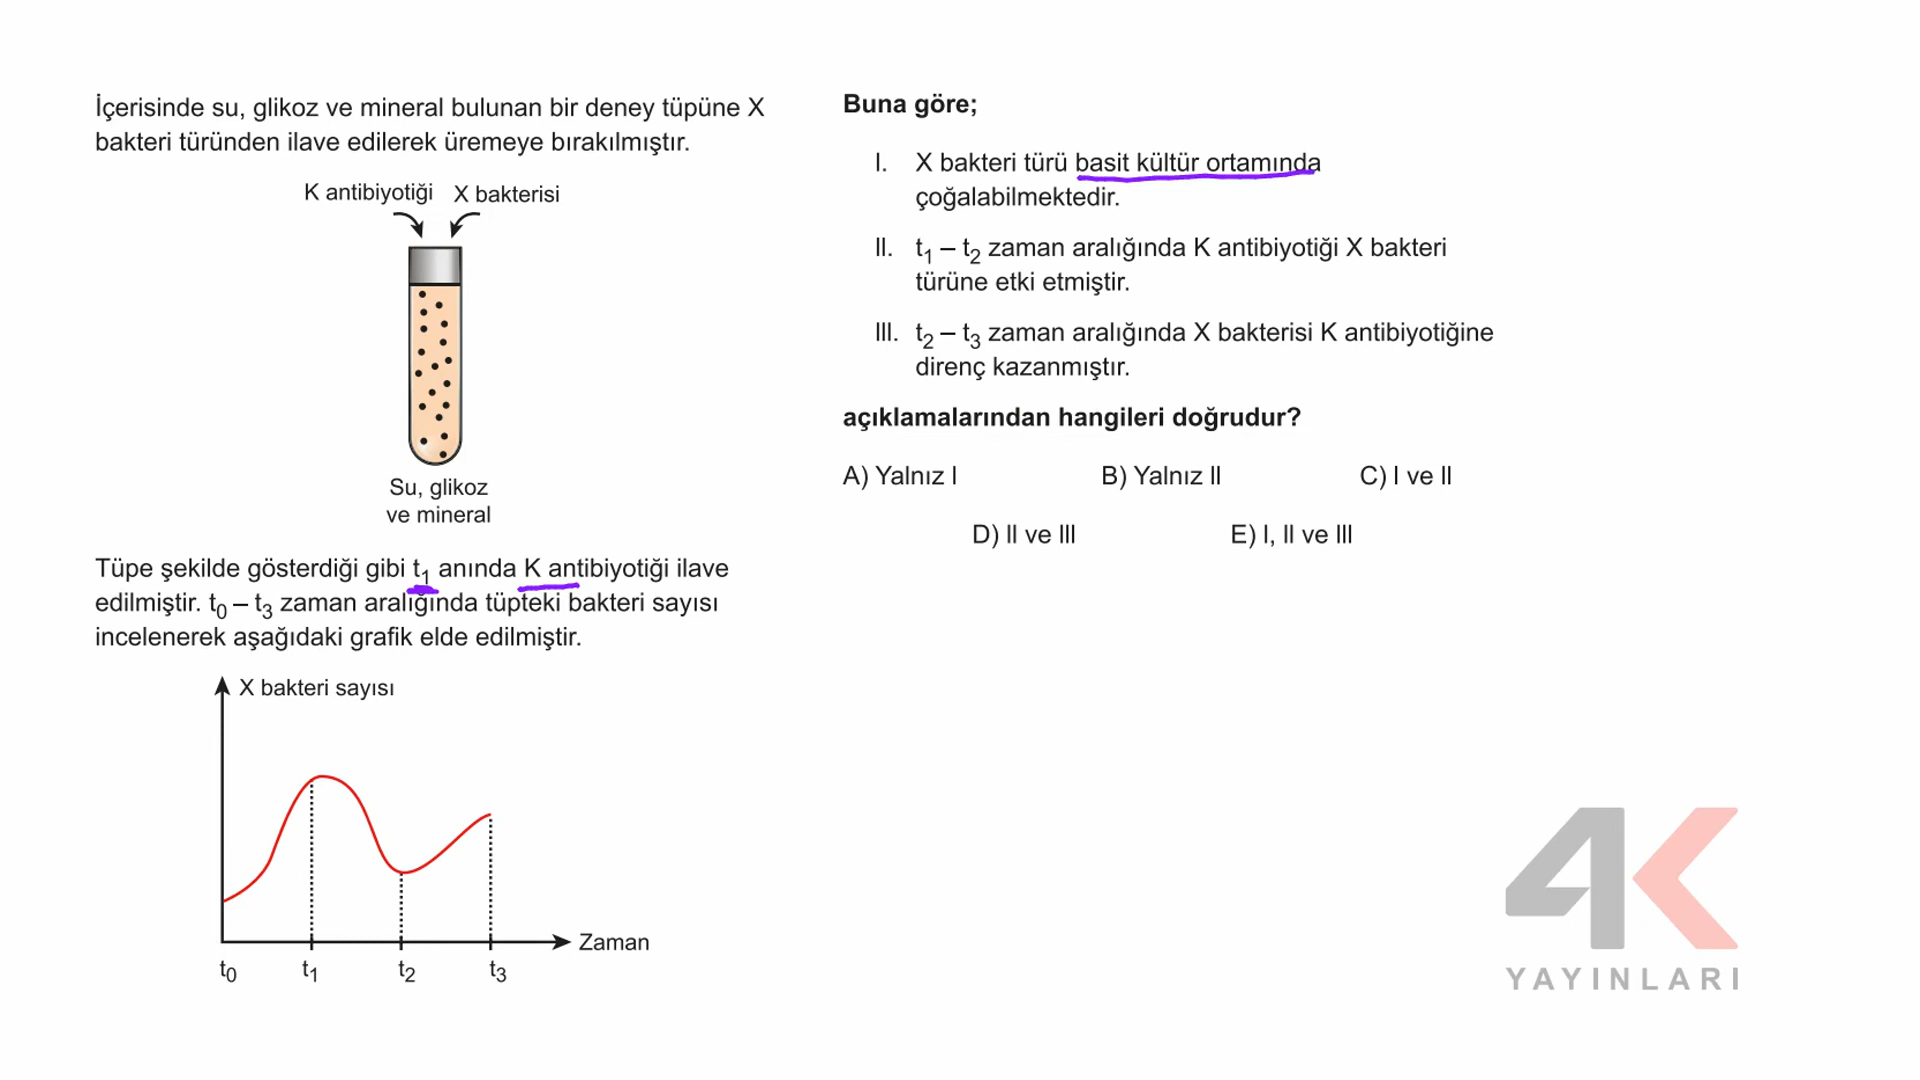 İçerisinde su, glikoz ve mineral bulunan bir deney tüpüne X
bakteri türünden ilave edilerek üremeye bırakılmıştır.
K antibiyotiği X bakterisi
Su, glikoz
ve mineral
Tüpe şekilde gösterdiği gibi t₁ anında K antibiyotiği ilave
edilmiştir. t₀ – t₃ zaman aralığında tüpteki bakteri sayısı
incelenerek aşağıdaki grafik elde edilmiştir.
X bakteri sayısı
Zaman
t₀ t₁ t₂ t₃
Buna göre;
I. X bakteri türü basit kültür ortamında
çoğalabilmektedir.
II. t₁ – t₂ zaman aralığında K antibiyotiği X bakteri
türüne etki etmiştir.
III. t₂ – t₃ zaman aralığında X bakterisi K antibiyotiğine
direnç kazanmıştır.
açıklamalarından hangileri doğrudur?
A) Yalnız I B) Yalnız II C) I ve II
D) II ve III E) I, II ve III
4K
YAYINLARI